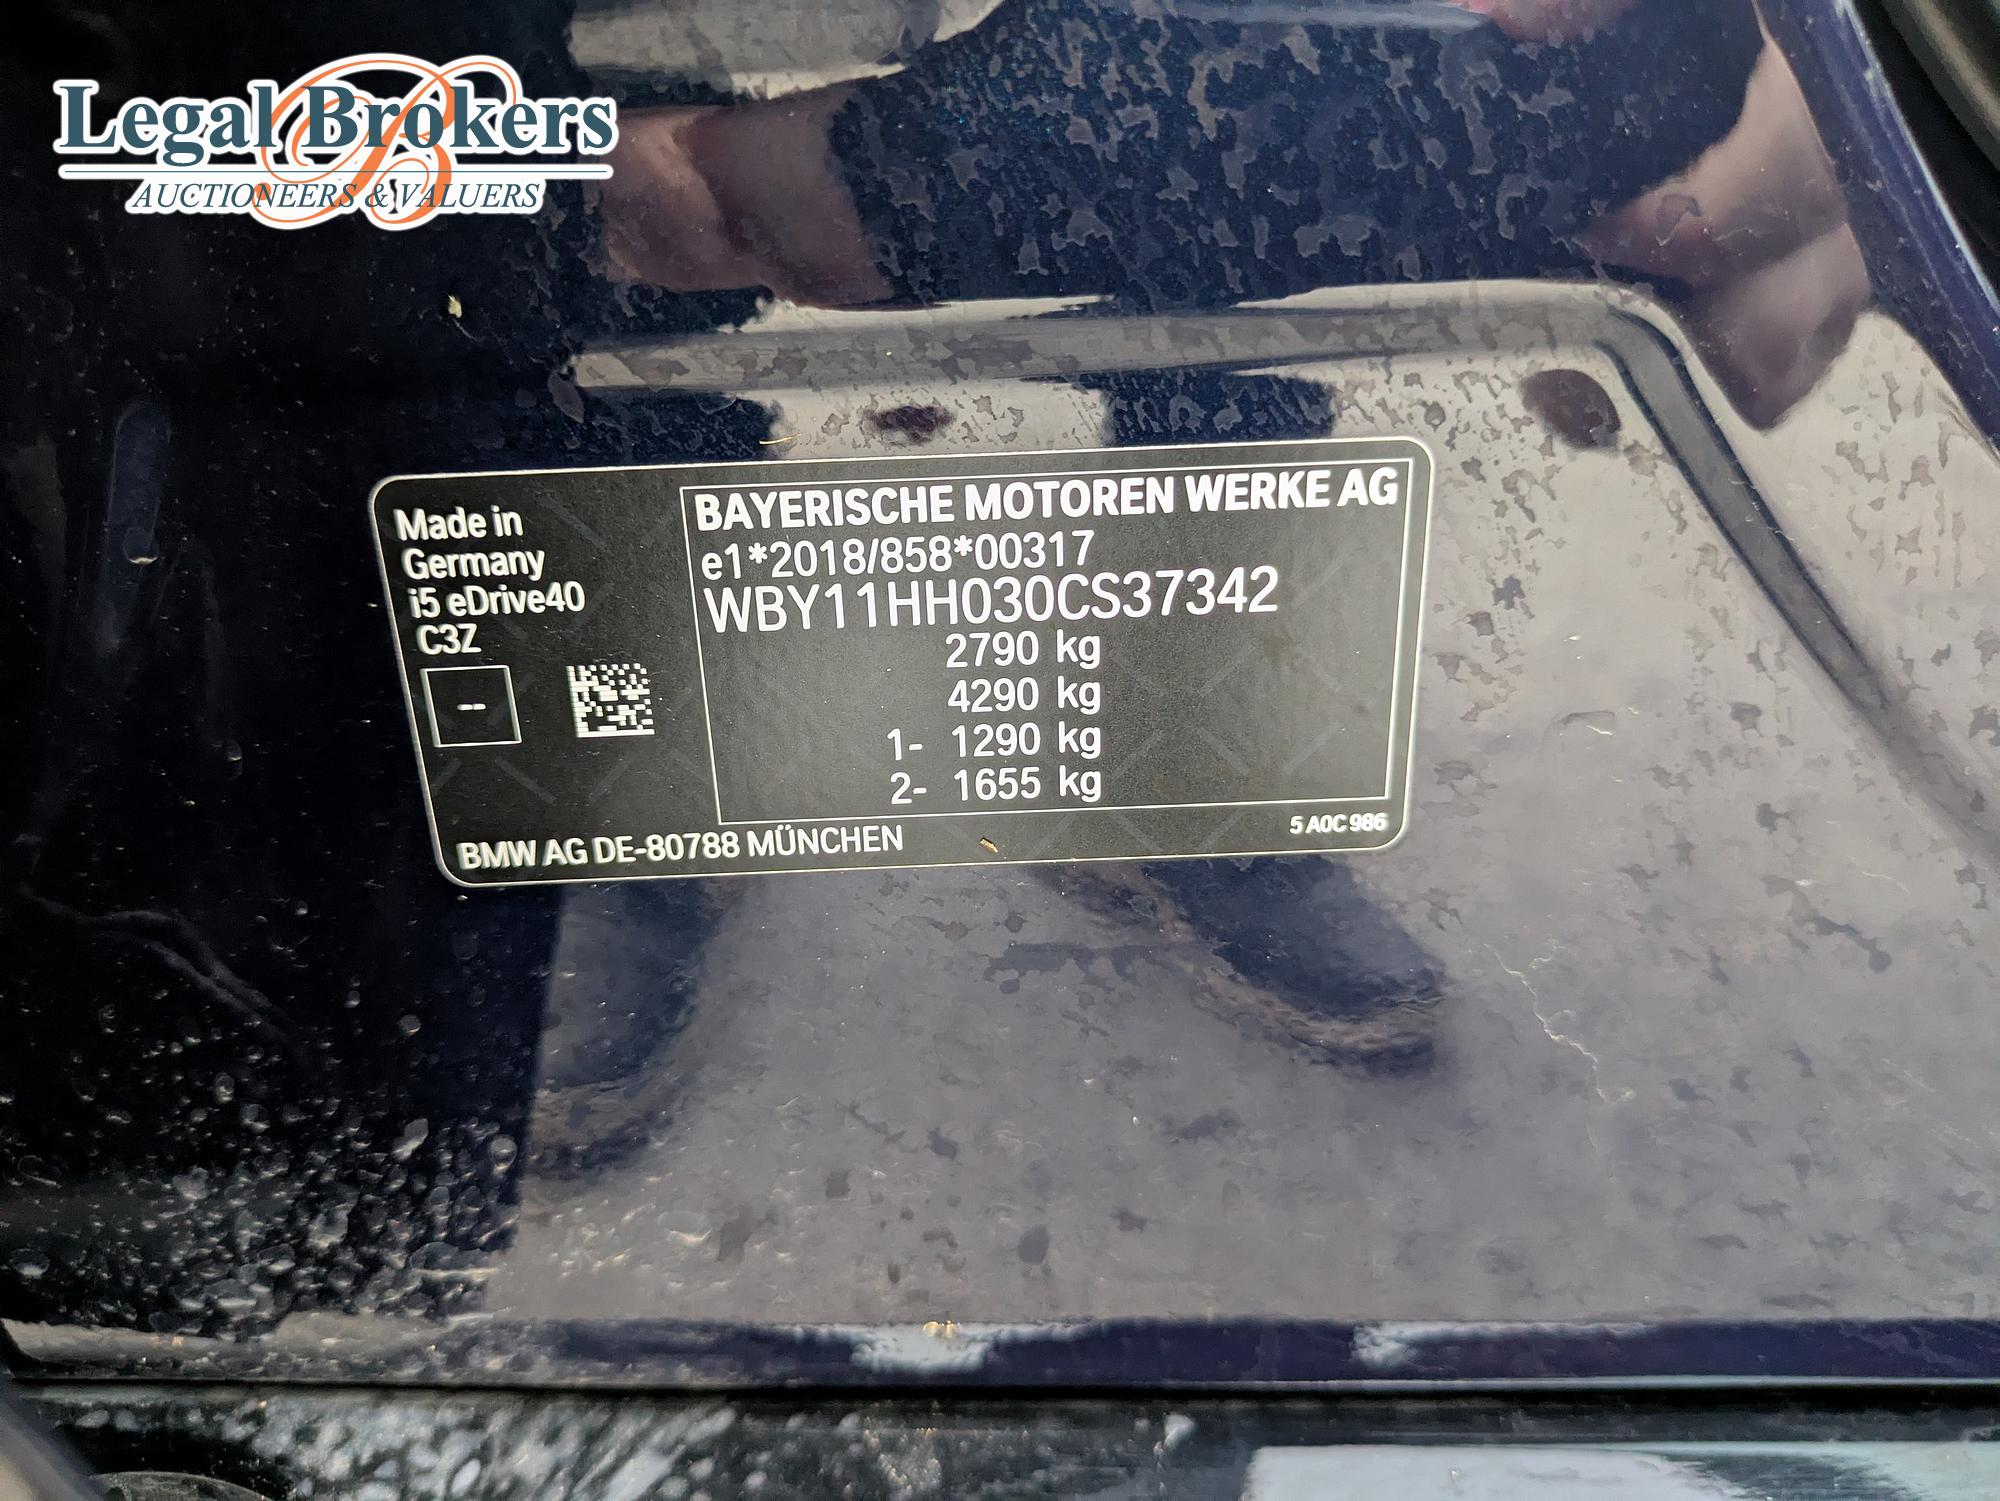 Legal Brokers
AUCTIONEERS & VALUERS
Made in
Germany
i5 eDrive40
C3Z
--
BAYERISCHE MOTOREN WERKE AG
e1*2018/858*00317
WBY11HH030CS37342
2790 kg
4290 kg
1- 1290 kg
2- 1655 kg
BMW AG DE-80788 MÜNCHEN
5 A0C 986